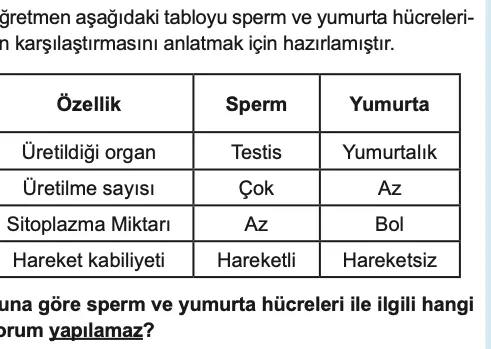 ğretmen aşağıdaki tabloyu sperm ve yumurta hücreleri-
n karşılaştırmasını anlatmak için hazırlamıştır.
Özellik Sperm Yumurta
Üretildiği organ Testis Yumurtalık
Üretilme sayısı Çok Az
Sitoplazma Miktarı Az Bol
Hareket kabiliyeti Hareketli Hareketsiz
una göre sperm ve yumurta hücreleri ile ilgili hangi
orum yapılamaz?